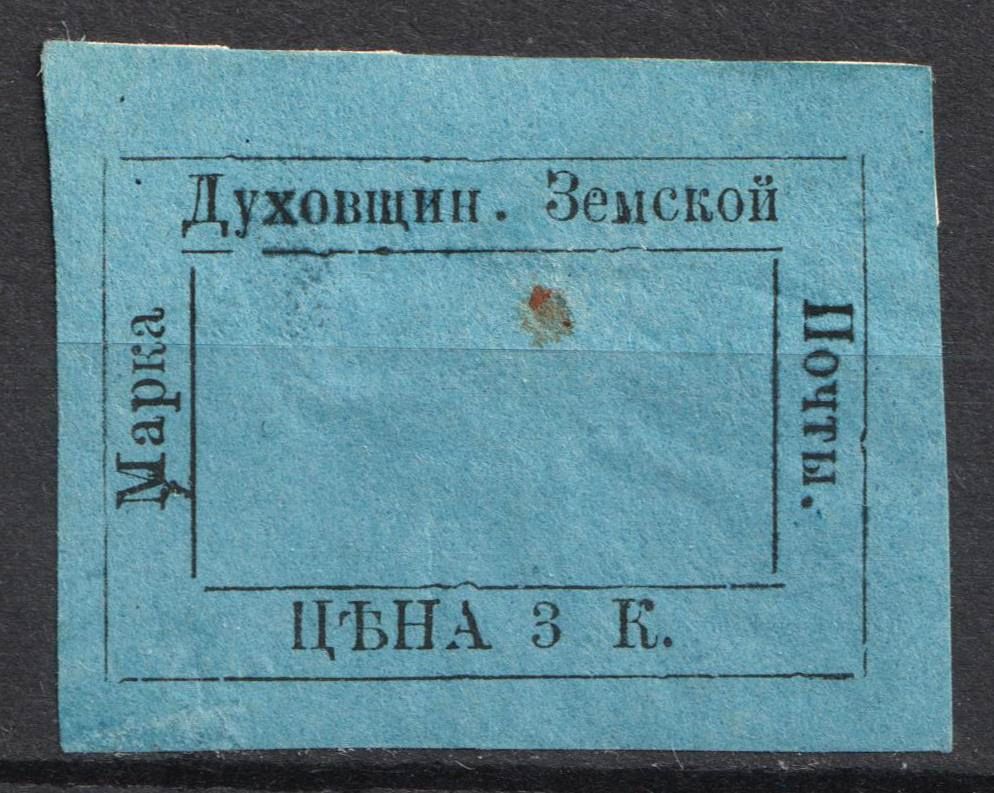 Марка
Духовщин. Земской
Почты.
ЦѢНА 3 К.